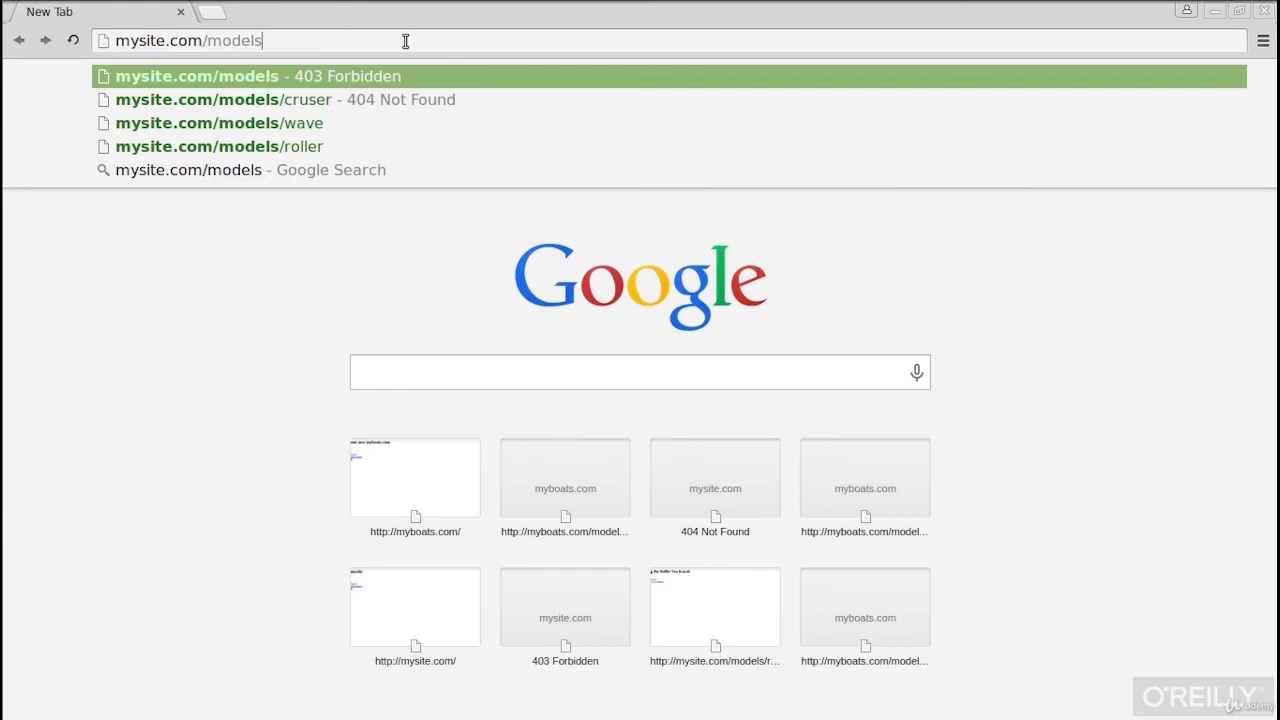 New Tab
mysite.com/models
mysite.com/models - 403 Forbidden
mysite.com/models/cruser - 404 Not Found
mysite.com/models/wave
mysite.com/models/roller
mysite.com/models - Google Search
Google
myboats.com
mysite.com
myboats.com
http://myboats.com/
http://myboats.com/model...
404 Not Found
http://myboats.com/model...
mysite.com
myboats.com
http://mysite.com/
403 Forbidden
http://mysite.com/models/r...
http://myboats.com/model...
O'REILLY
Udemy